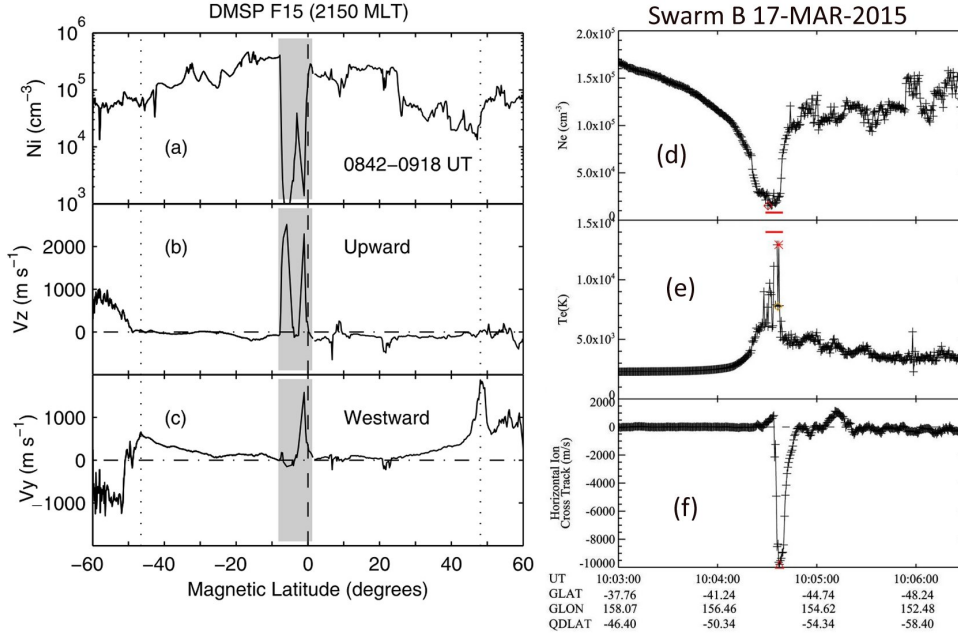 DMSP F15 (2150 MLT)
10^6
10^5
10^4
10^3
Ni (cm−3)
(a)
0842−0918 UT
2000
1000
0
Vz (m s−1)
(b)
Upward
1000
0
_1000
Vy (m s−1)
(c)
Westward
−60 −40 −20 0 20 40 60
Magnetic Latitude (degrees)
Swarm B 17-MAR-2015
2.0x10^5
1.5x10^5
1.0x10^5
5.0x10^4
0
Ne (cm−3)
(d)
1.5x10^4
1.0x10^4
5.0x10^3
0
Te(K)
(e)
2000
0
-2000
-4000
-6000
-8000
-10000
Horizontal Ion
Cross Track (m/s)
(f)
UT 10:03:00 10:04:00 10:05:00 10:06:00
GLAT -37.76 -41.24 -44.74 -48.24
GLON 158.07 156.46 154.62 152.48
QDLAT -46.40 -50.34 -54.34 -58.40